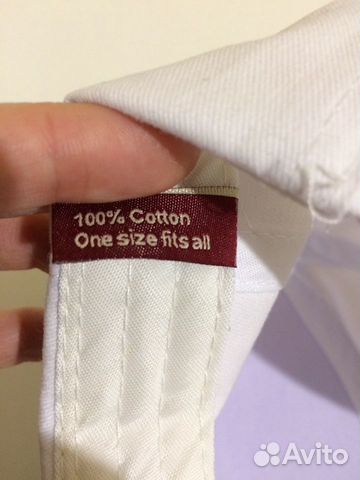 100% Cotton
One size fits all
Avito